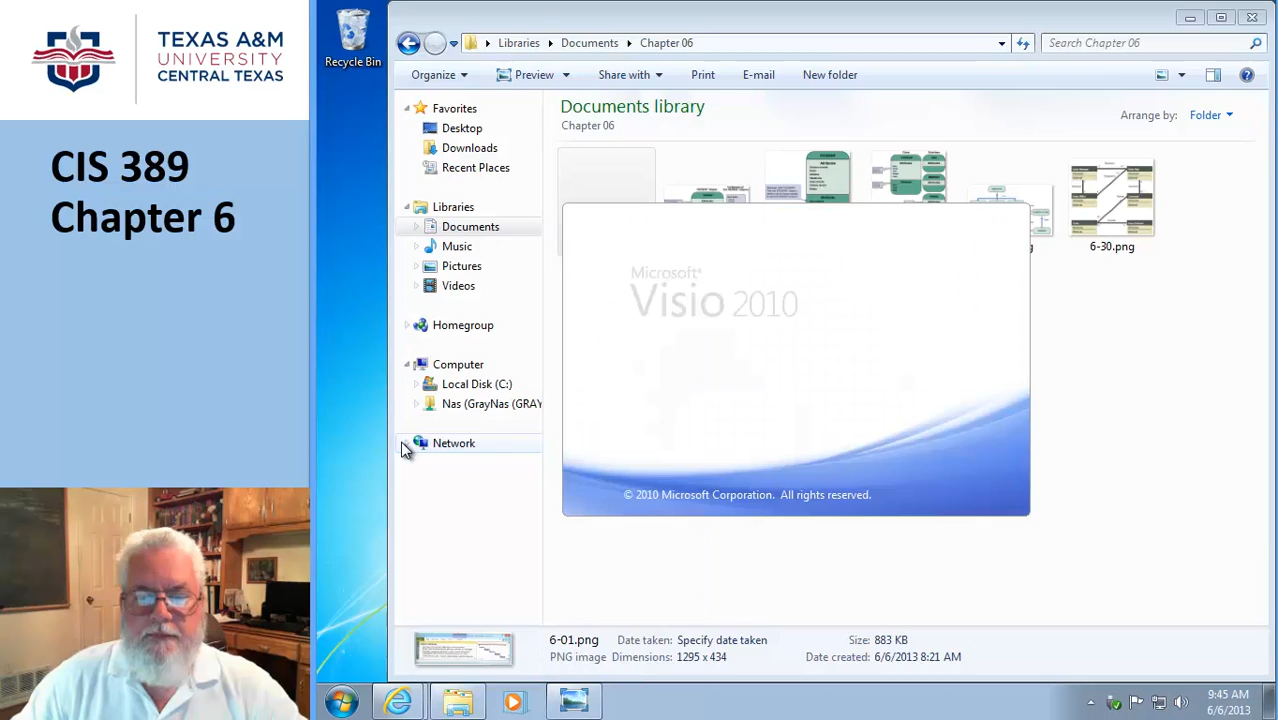 TEXAS A&M
UNIVERSITY
CENTRAL TEXAS
CIS 389
Chapter 6
Recycle Bin
Libraries
Documents
Chapter 06
Search Chapter 06
Organize
Preview
Share with
Print
E-mail
New folder
Favorites
Desktop
Downloads
Recent Places
Libraries
Documents
Music
Pictures
Videos
Homegroup
Computer
Local Disk (C:)
Nas (GrayNas (GRAY
Network
Documents library
Chapter 06
Arrange by: Folder
6-30.png
Microsoft®
Visio 2010
© 2010 Microsoft Corporation. All rights reserved.
6-01.png
Date taken: Specify date taken
Size: 883 KB
PNG image
Dimensions: 1295 x 434
Date created: 6/6/2013 8:21 AM
9:45 AM
6/6/2013